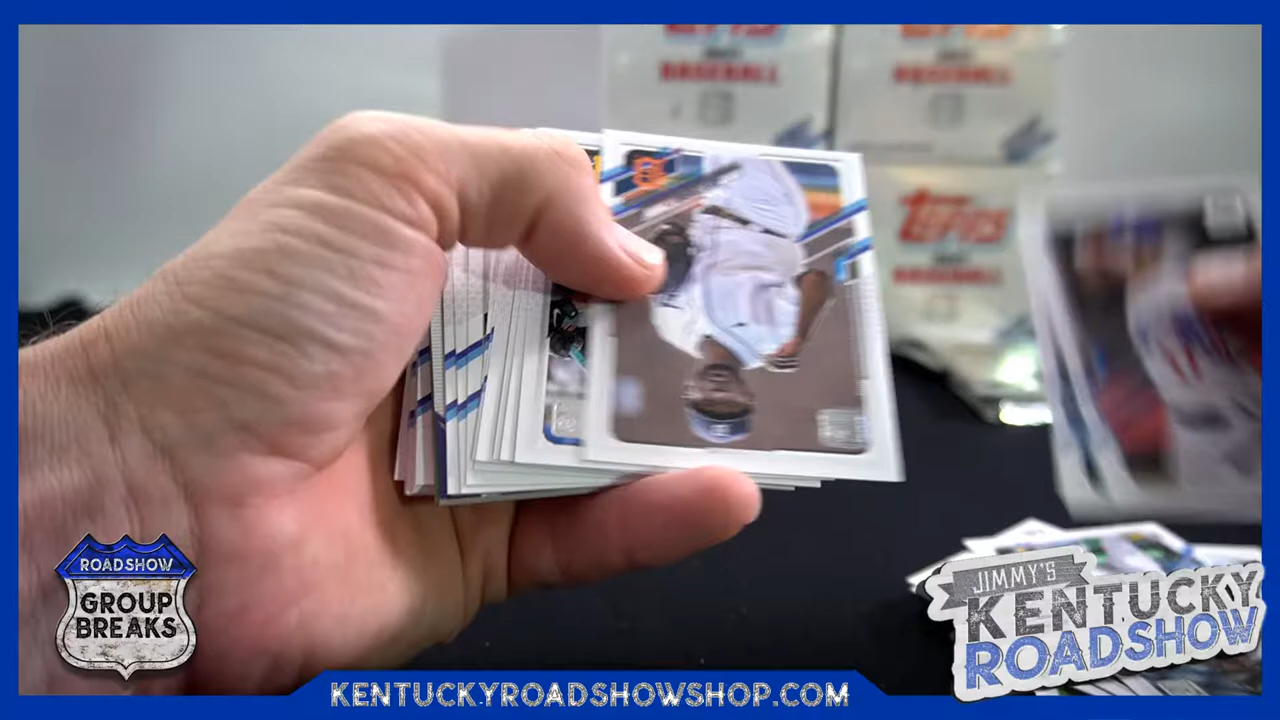 BASEBALL
BASEBALL
TOPPS
BASEBALL
ROADSHOW
GROUP
BREAKS
JIMMY'S
KENTUCKY
ROADSHOW
KENTUCKYROADSHOWSHOP.COM